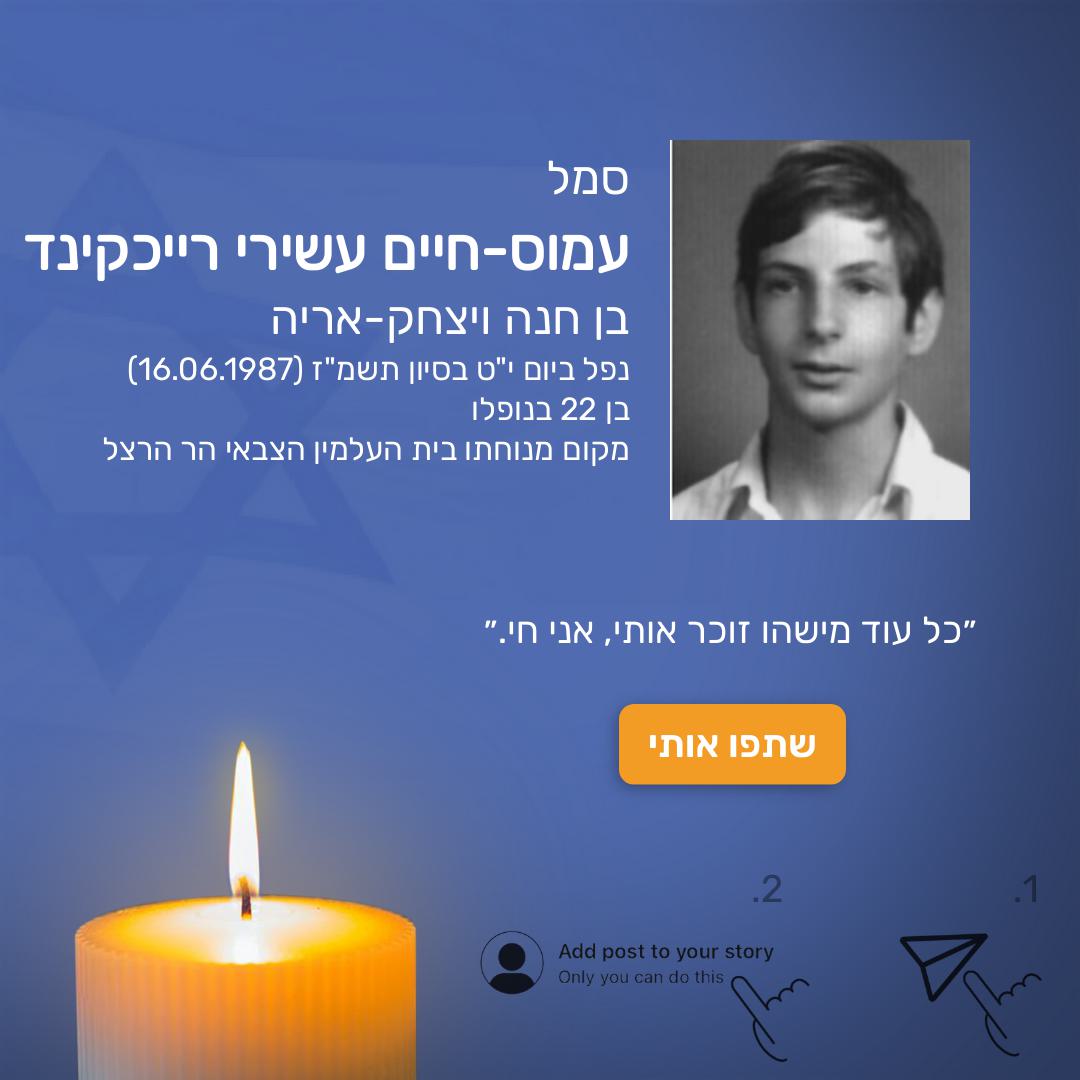 סמל
עמוס-חיים עשירי רייכקינד
בן חנה ויצחק-אריה
נפל ביום י"ט בסיון תשמ"ז (16.06.1987)
בן 22 בנופלו
מקום מנוחתו בית העלמין הצבאי הר הרצל
״כל עוד מישהו זוכר אותי, אני חי.״
שתפו אותי
1.
2.
Add post to your story
Only you can do this